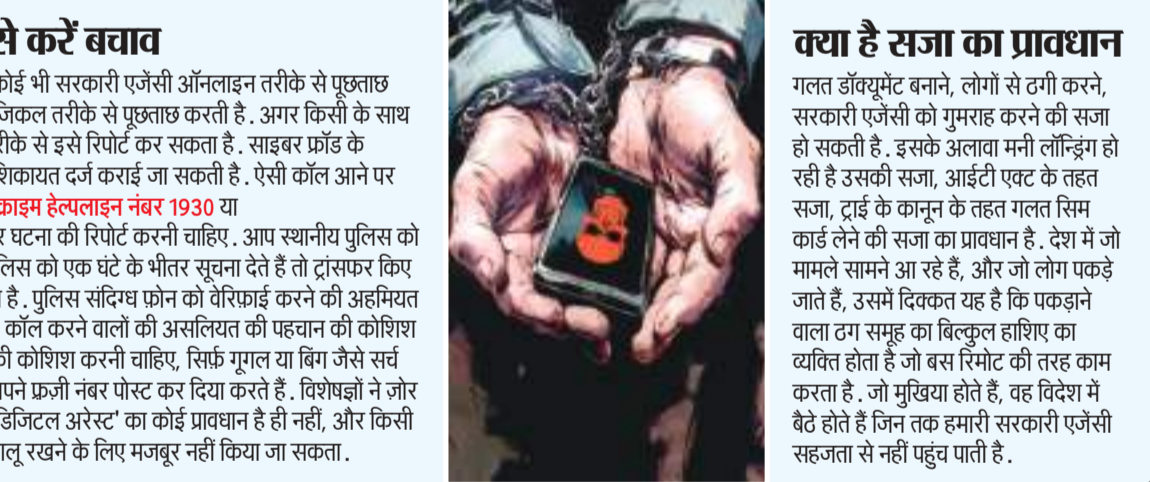 से करें बचाव
कोई भी सरकारी एजेंसी ऑनलाइन तरीके से पूछताछ
जिकल तरीके से पूछताछ करती है. अगर किसी के साथ
रीके से इसे रिपोर्ट कर सकता है. साइबर फ्रॉड के
शिकायत दर्ज कराई जा सकती है. ऐसी कॉल आने पर
क्राइम हेल्पलाइन नंबर 1930 या
र घटना की रिपोर्ट करनी चाहिए. आप स्थानीय पुलिस को
लिस को एक घंटे के भीतर सूचना देते हैं तो ट्रांसफर किए
है. पुलिस संदिग्ध फ़ोन को वेरिफ़ाई करने की अहमियत
कॉल करने वालों की असलियत की पहचान की कोशिश
की कोशिश करनी चाहिए, सिर्फ़ गूगल या बिंग जैसे सर्च
पने फ़्रज़ी नंबर पोस्ट कर दिया करते हैं. विशेषज्ञों ने ज़ोर
डिजिटल अरेस्ट' का कोई प्रावधान है ही नहीं, और किसी
ालू रखने के लिए मजबूर नहीं किया जा सकता.
क्या है सजा का प्रावधान
गलत डॉक्यूमेंट बनाने, लोगों से ठगी करने,
सरकारी एजेंसी को गुमराह करने की सजा
हो सकती है. इसके अलावा मनी लॉन्ड्रिंग हो
रही है उसकी सजा, आईटी एक्ट के तहत
सजा, ट्राई के कानून के तहत गलत सिम
कार्ड लेने की सजा का प्रावधान है. देश में जो
मामले सामने आ रहे हैं, और जो लोग पकड़े
जाते हैं, उसमें दिक्कत यह है कि पकड़ाने
वाला ठग समूह का बिल्कुल हाशिए का
व्यक्ति होता है जो बस रिमोट की तरह काम
करता है. जो मुखिया होते हैं, वह विदेश में
बैठे होते हैं जिन तक हमारी सरकारी एजेंसी
सहजता से नहीं पहुंच पाती है.